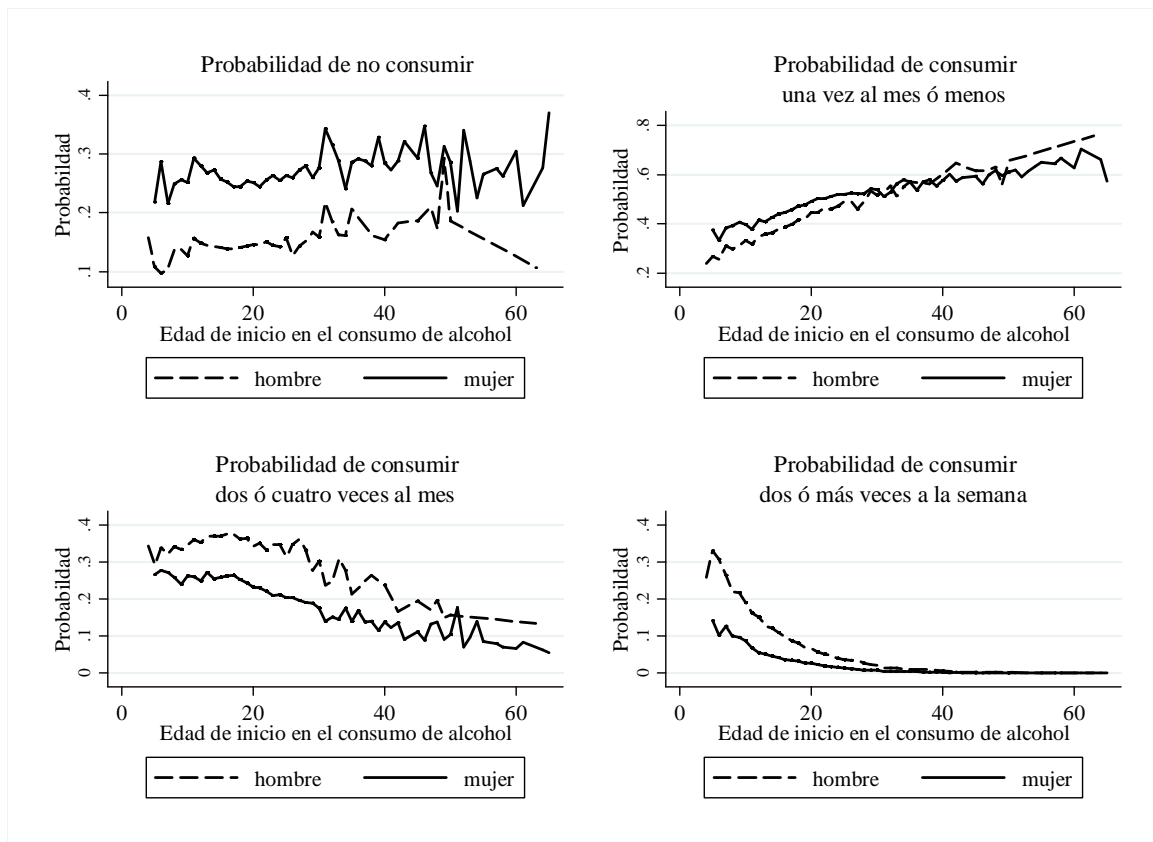 Probabilidad de no consumir
Probabildad
.1 .2 .3 .4
0 20 40 60
Edad de inicio en el consumo de alcohol
hombre mujer
Probabilidad de consumir
una vez al mes ó menos
Probabildad
.2 .4 .6 .8
0 20 40 60
Edad de inicio en el consumo de alcohol
hombre mujer
Probabilidad de consumir
dos ó cuatro veces al mes
Probabildad
0 .1 .2 .3 .4
0 20 40 60
Edad de inicio en el consumo de alcohol
hombre mujer
Probabilidad de consumir
dos ó más veces a la semana
Probabildad
0 .1 .2 .3 .4
0 20 40 60
Edad de inicio en el consumo de alcohol
hombre mujer